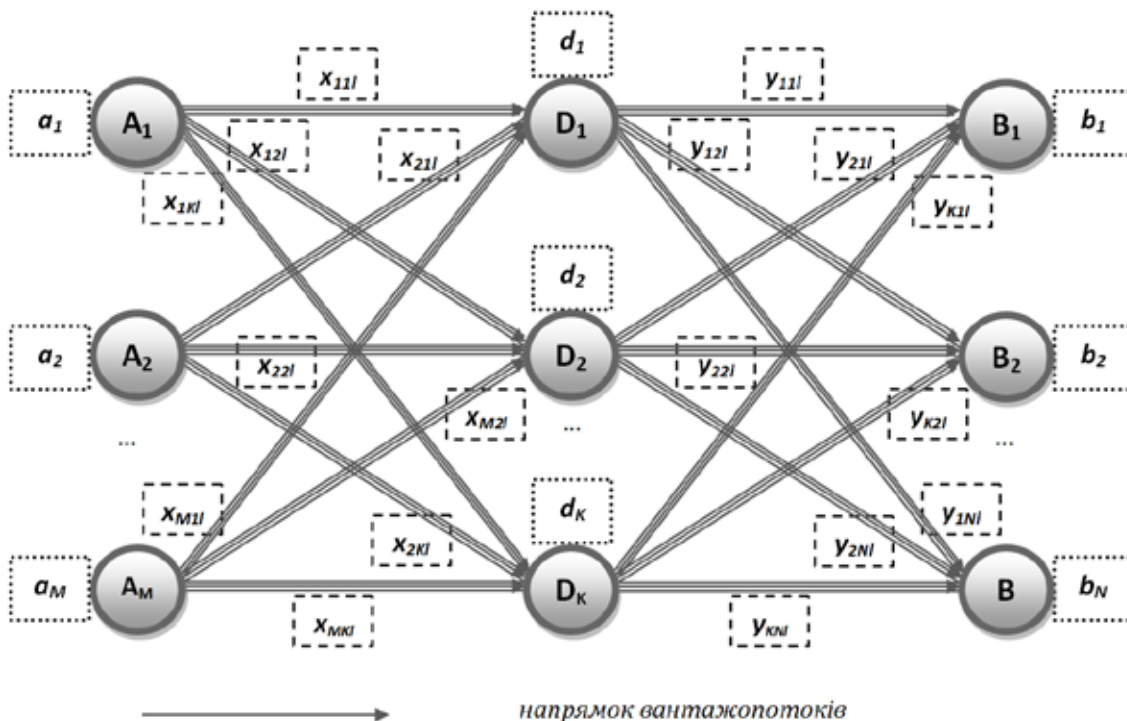 d1
x11l y11l
a1 A1 D1 B1 b1
x12l x21l y12l y21l
x1Kl yK1l
d2
a2 A2 D2 B2 b2
x22l y22l
xM2l yK2l
... ... ...
dK
xM1l y1Nl
x2Kl y2Nl
aM AM DK B bN
xMKl yKNl
напрямок вантажопотоків